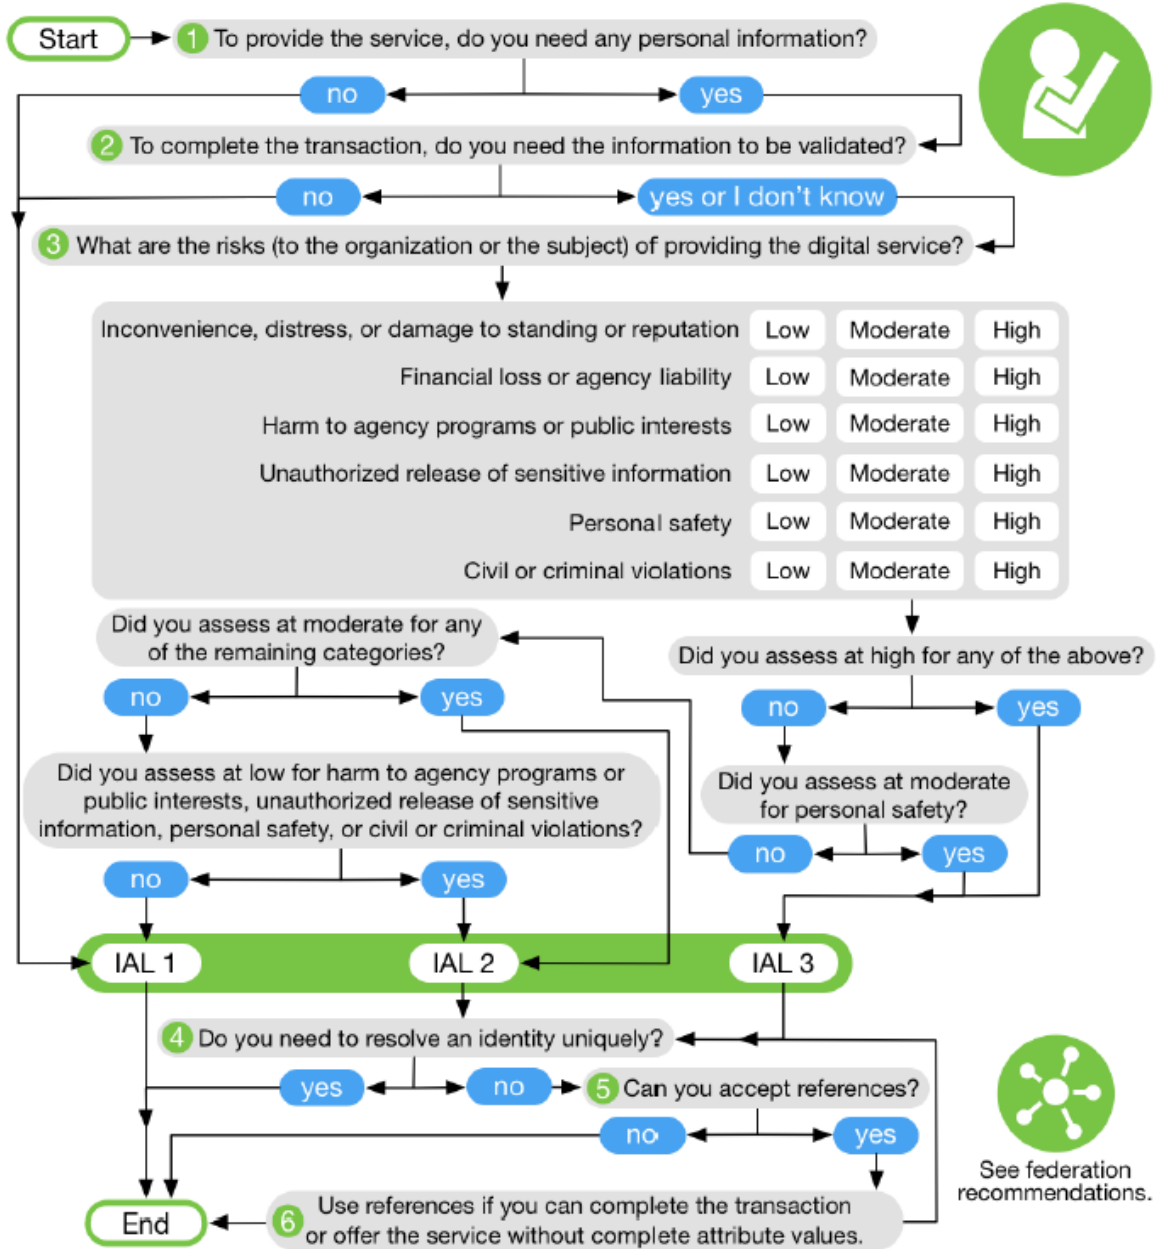 Start
1 To provide the service, do you need any personal information?
no
yes
2 To complete the transaction, do you need the information to be validated?
no
yes or I don't know
3 What are the risks (to the organization or the subject) of providing the digital service?
Inconvenience, distress, or damage to standing or reputation Low Moderate High
Financial loss or agency liability Low Moderate High
Harm to agency programs or public interests Low Moderate High
Unauthorized release of sensitive information Low Moderate High
Personal safety Low Moderate High
Civil or criminal violations Low Moderate High
Did you assess at high for any of the above?
no
yes
Did you assess at moderate
for personal safety?
no
yes
Did you assess at moderate for any
of the remaining categories?
no
yes
Did you assess at low for harm to agency programs or
public interests, unauthorized release of sensitive
information, personal safety, or civil or criminal violations?
no
yes
IAL 1
IAL 2
IAL 3
4 Do you need to resolve an identity uniquely?
yes
no
5 Can you accept references?
no
yes
6 Use references if you can complete the transaction
or offer the service without complete attribute values.
End
See federation
recommendations.